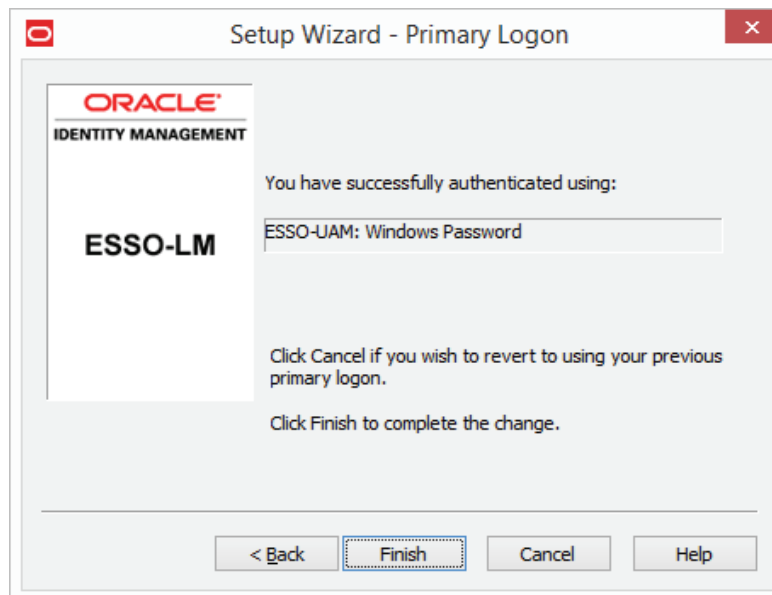 Setup Wizard - Primary Logon
ORACLE
IDENTITY MANAGEMENT
ESSO-LM
You have successfully authenticated using:
ESSO-UAM: Windows Password
Click Cancel if you wish to revert to using your previous
primary logon.
Click Finish to complete the change.
< Back
Finish
Cancel
Help